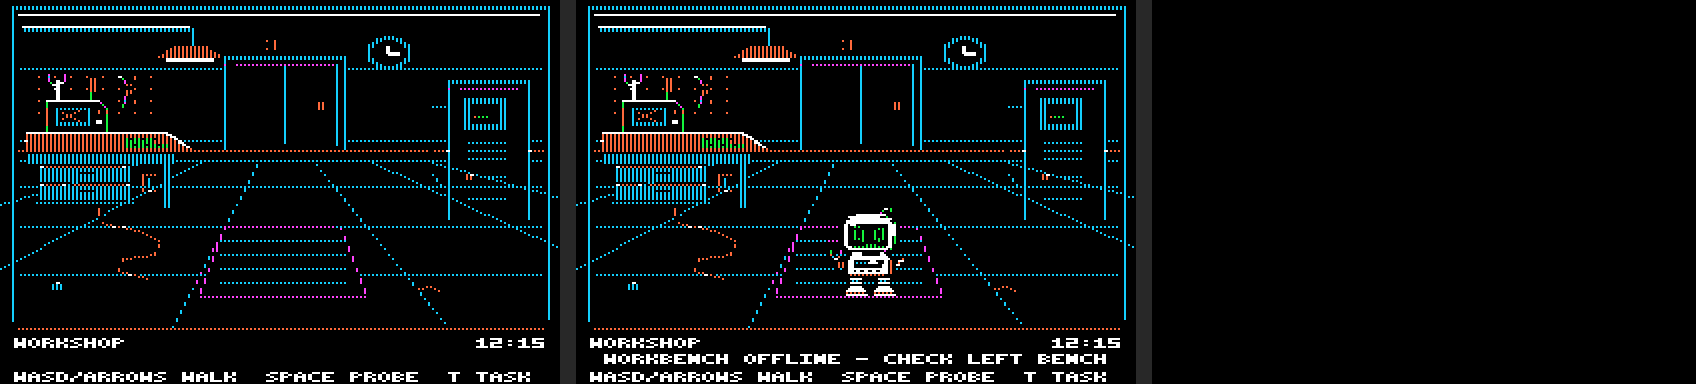 WORKSHOP 12:15
WASD/ARROWS WALK SPACE PROBE T TASK
WORKSHOP 12:15
WORKBENCH OFFLINE - CHECK LEFT BENCH
WASD/ARROWS WALK SPACE PROBE T TASK